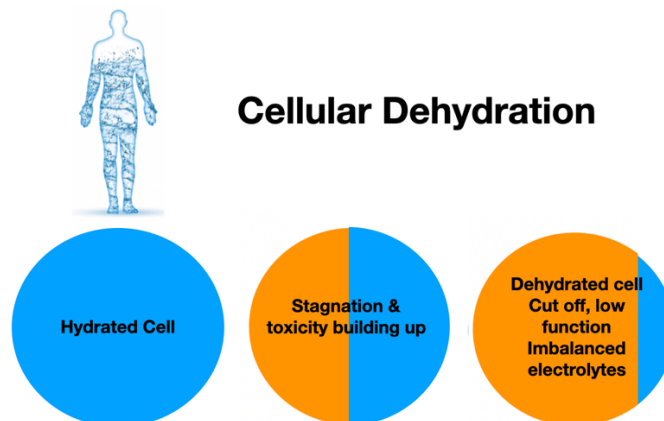 Cellular Dehydration
Hydrated Cell
Stagnation &
toxicity building up
Dehydrated cell
Cut off, low
function
Imbalanced
electrolytes